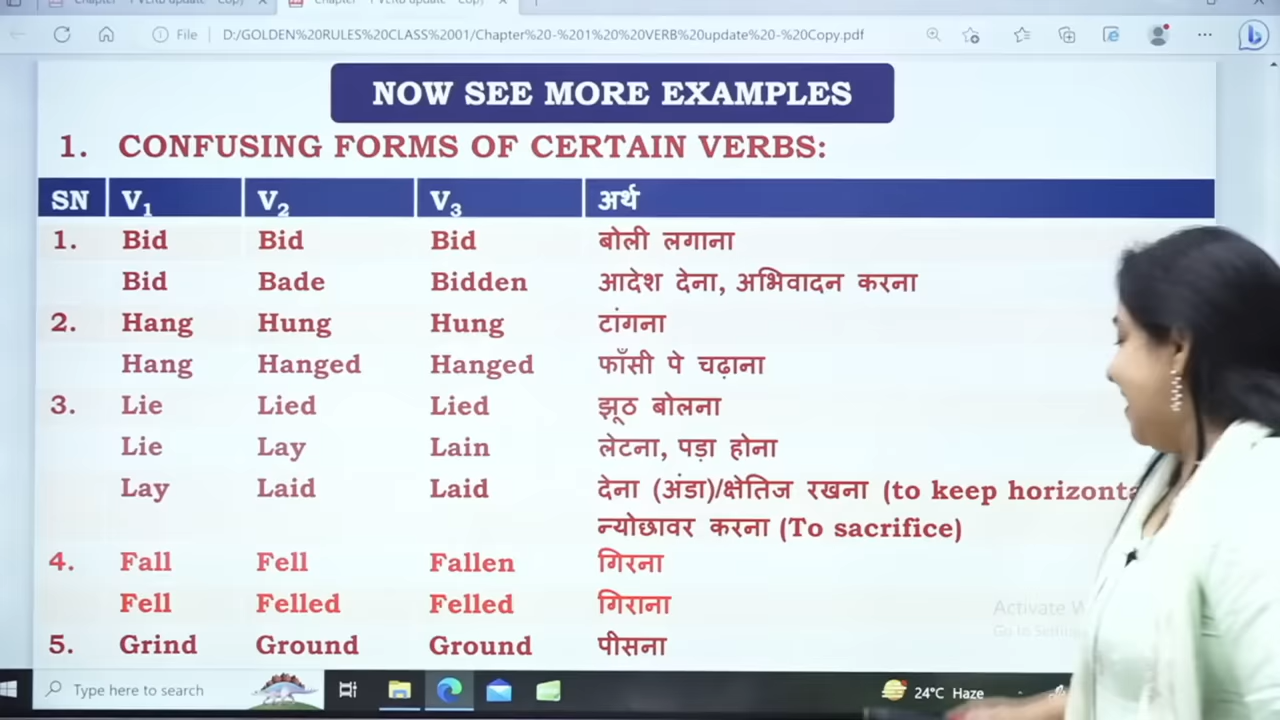 File D:/GOLDEN%20RULES%20CLASS%2001/Chapter%20-%201%20%20VERB%20update%20-%20Copy.pdf
NOW SEE MORE EXAMPLES
1. CONFUSING FORMS OF CERTAIN VERBS:
SN V1 V2 V3 अर्थ
1. Bid Bid Bid बोली लगाना
Bid Bade Bidden आदेश देना, अभिवादन करना
2. Hang Hung Hung टांगना
Hang Hanged Hanged फाँसी पे चढ़ाना
3. Lie Lied Lied झूठ बोलना
Lie Lay Lain लेटना, पड़ा होना
Lay Laid Laid देना (अंडा)/क्षेतिज रखना (to keep
न्योछावर करना (To sacrifice)
4. Fall Fell Fallen गिरना
Fell Felled Felled गिराना
Activate
5. Grind Ground Ground पीसना
Type here to search 24°C Haze